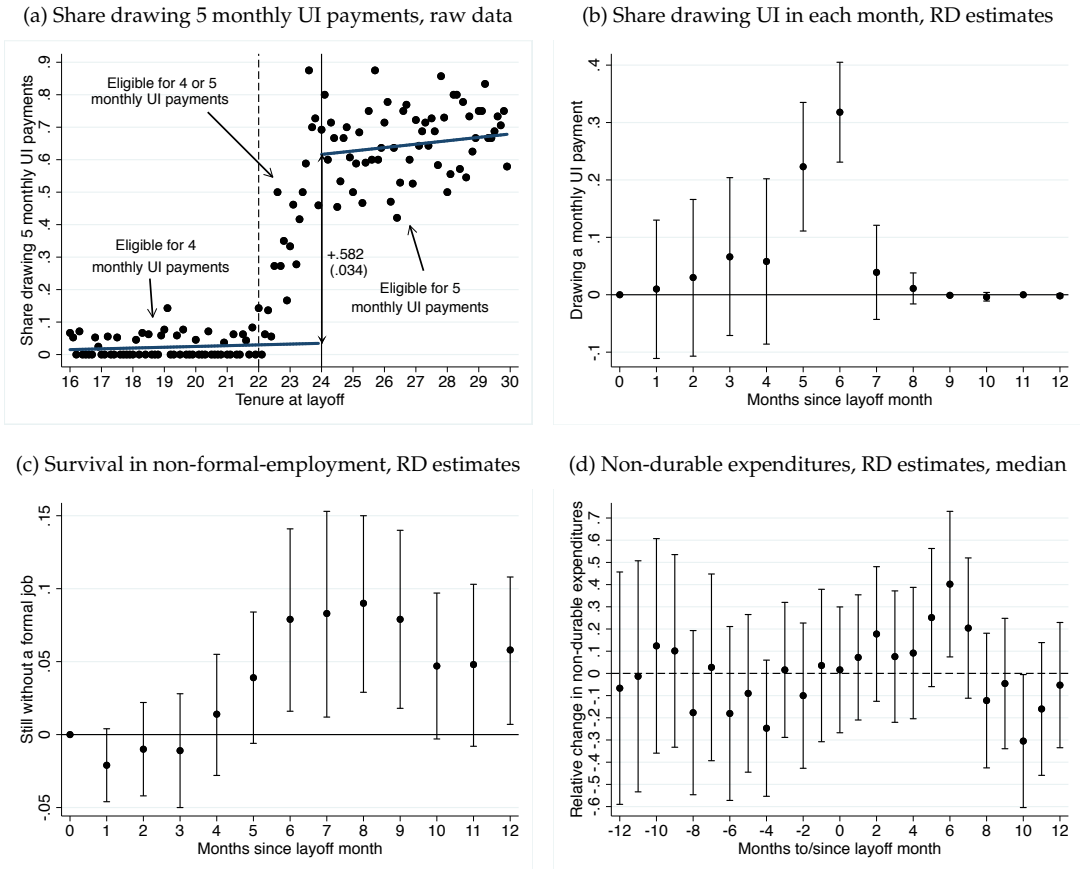 (a) Share drawing 5 monthly UI payments, raw data
Share drawing 5 monthly UI payments
.9
.8
.7
.6
.5
.4
.3
.2
.1
0
Eligible for 4 or 5
monthly UI payments
Eligible for 4
monthly UI payments
+.582
(.034)
Eligible for 5
monthly UI payments
16 17 18 19 20 21 22 23 24 25 26 27 28 29 30
Tenure at layoff
(b) Share drawing UI in each month, RD estimates
Drawing a monthly UI payment
.4
.3
.2
.1
0
-.1
0 1 2 3 4 5 6 7 8 9 10 11 12
Months since layoff month
(c) Survival in non-formal-employment, RD estimates
Still without a formal job
.15
.1
.05
0
-.05
0 1 2 3 4 5 6 7 8 9 10 11 12
Months since layoff month
(d) Non-durable expenditures, RD estimates, median
Relative change in non-durable expenditures
.7
.6
.5
.4
.3
.2
.1
0
-.1
-.2
-.3
-.4
-.5
-.6
-12 -10 -8 -6 -4 -2 0 2 4 6 8 10 12
Months to/since layoff month